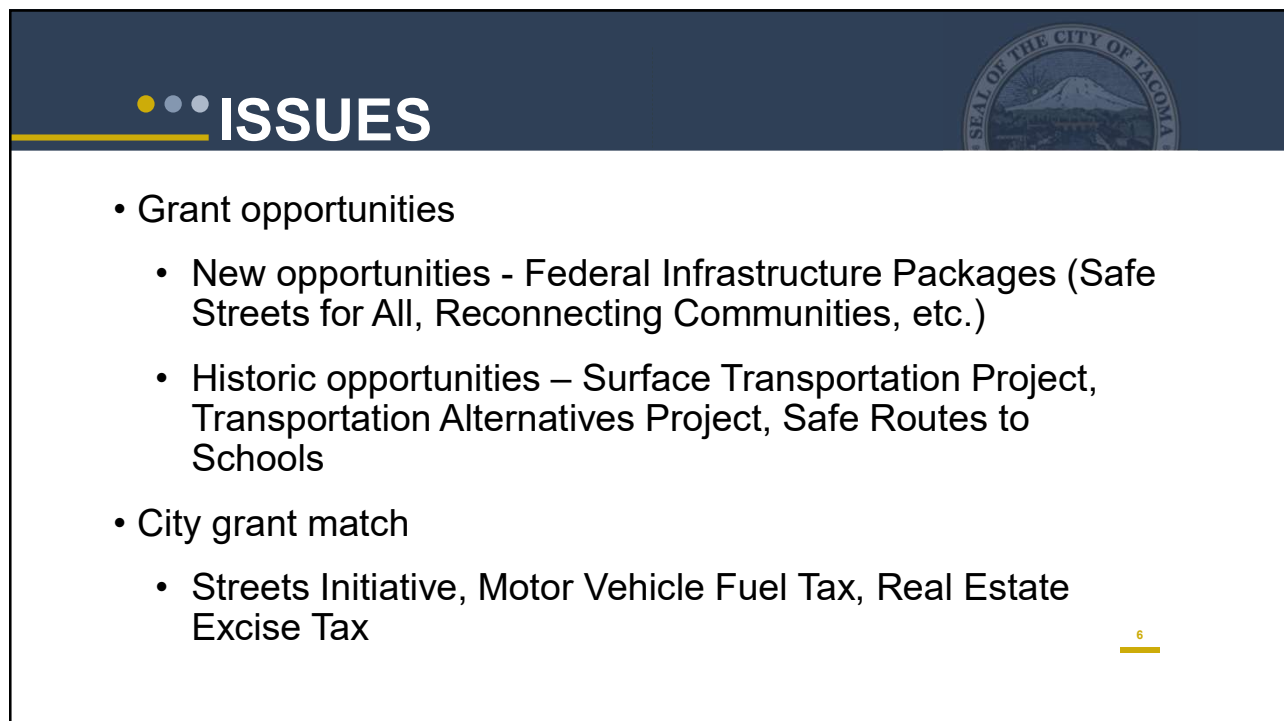 SEAL OF THE CITY OF TACOMA
ISSUES
• Grant opportunities
• New opportunities - Federal Infrastructure Packages (Safe
Streets for All, Reconnecting Communities, etc.)
• Historic opportunities – Surface Transportation Project,
Transportation Alternatives Project, Safe Routes to
Schools
• City grant match
• Streets Initiative, Motor Vehicle Fuel Tax, Real Estate
Excise Tax
6